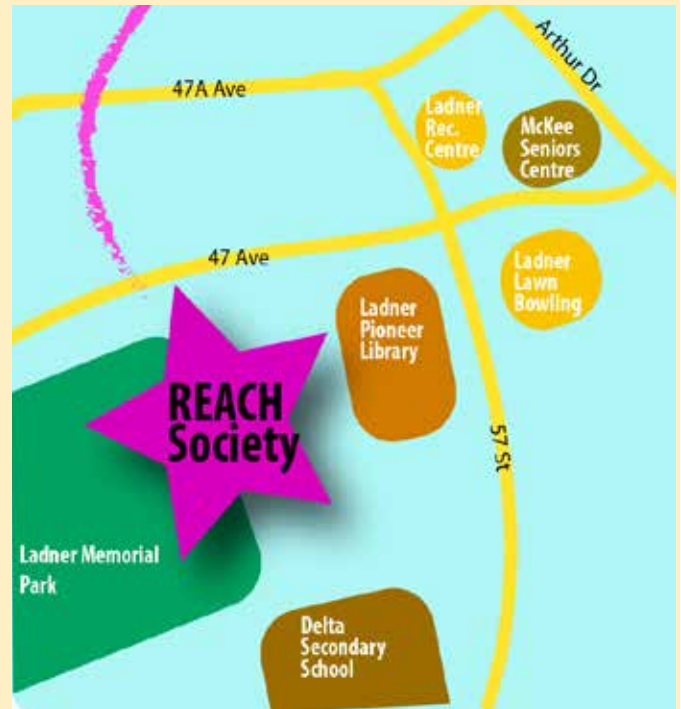 Arthur Dr
47A Ave
Ladner
Rec.
Centre
McKee
Seniors
Centre
47 Ave
Ladner
Lawn
Bowling
Ladner
Pioneer
Library
REACH
Society
57 St
Ladner Memorial
Park
Delta
Secondary
School